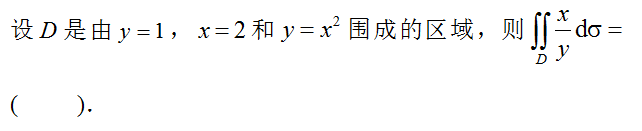 设 D 是由 y = 1， x = 2 和 y = x² 围成的区域，则 ∬_D x/y dσ =
(      ).